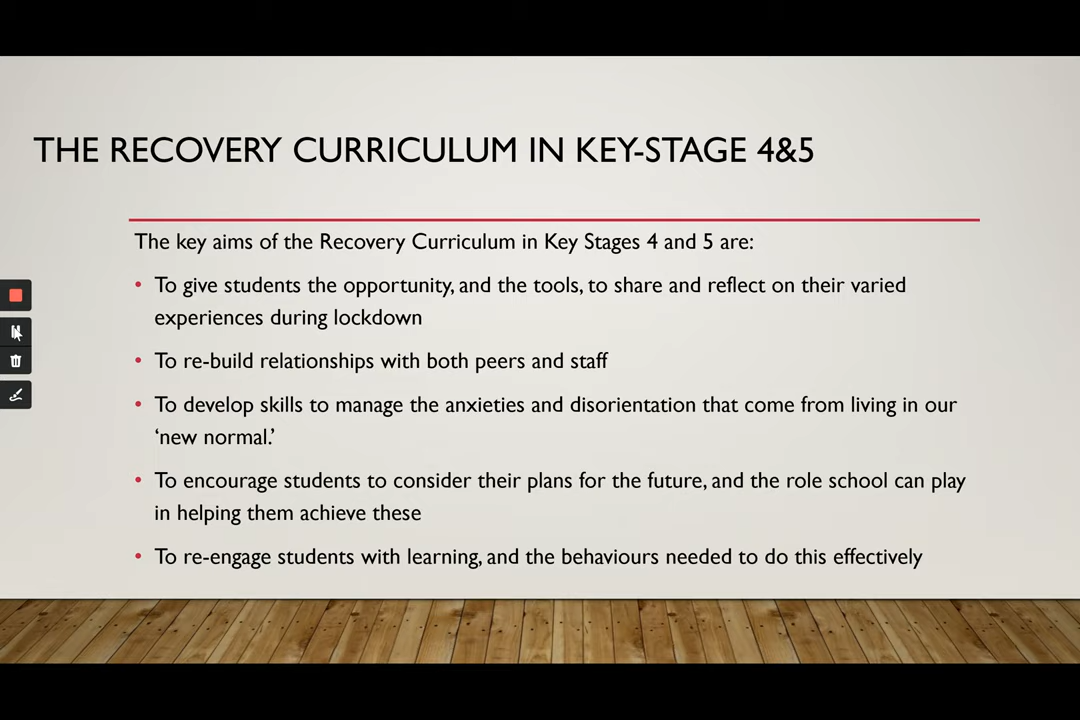 THE RECOVERY CURRICULUM IN KEY-STAGE 4&5
The key aims of the Recovery Curriculum in Key Stages 4 and 5 are:
• To give students the opportunity, and the tools, to share and reflect on their varied
experiences during lockdown
• To re-build relationships with both peers and staff
• To develop skills to manage the anxieties and disorientation that come from living in our
‘new normal.’
• To encourage students to consider their plans for the future, and the role school can play
in helping them achieve these
• To re-engage students with learning, and the behaviours needed to do this effectively